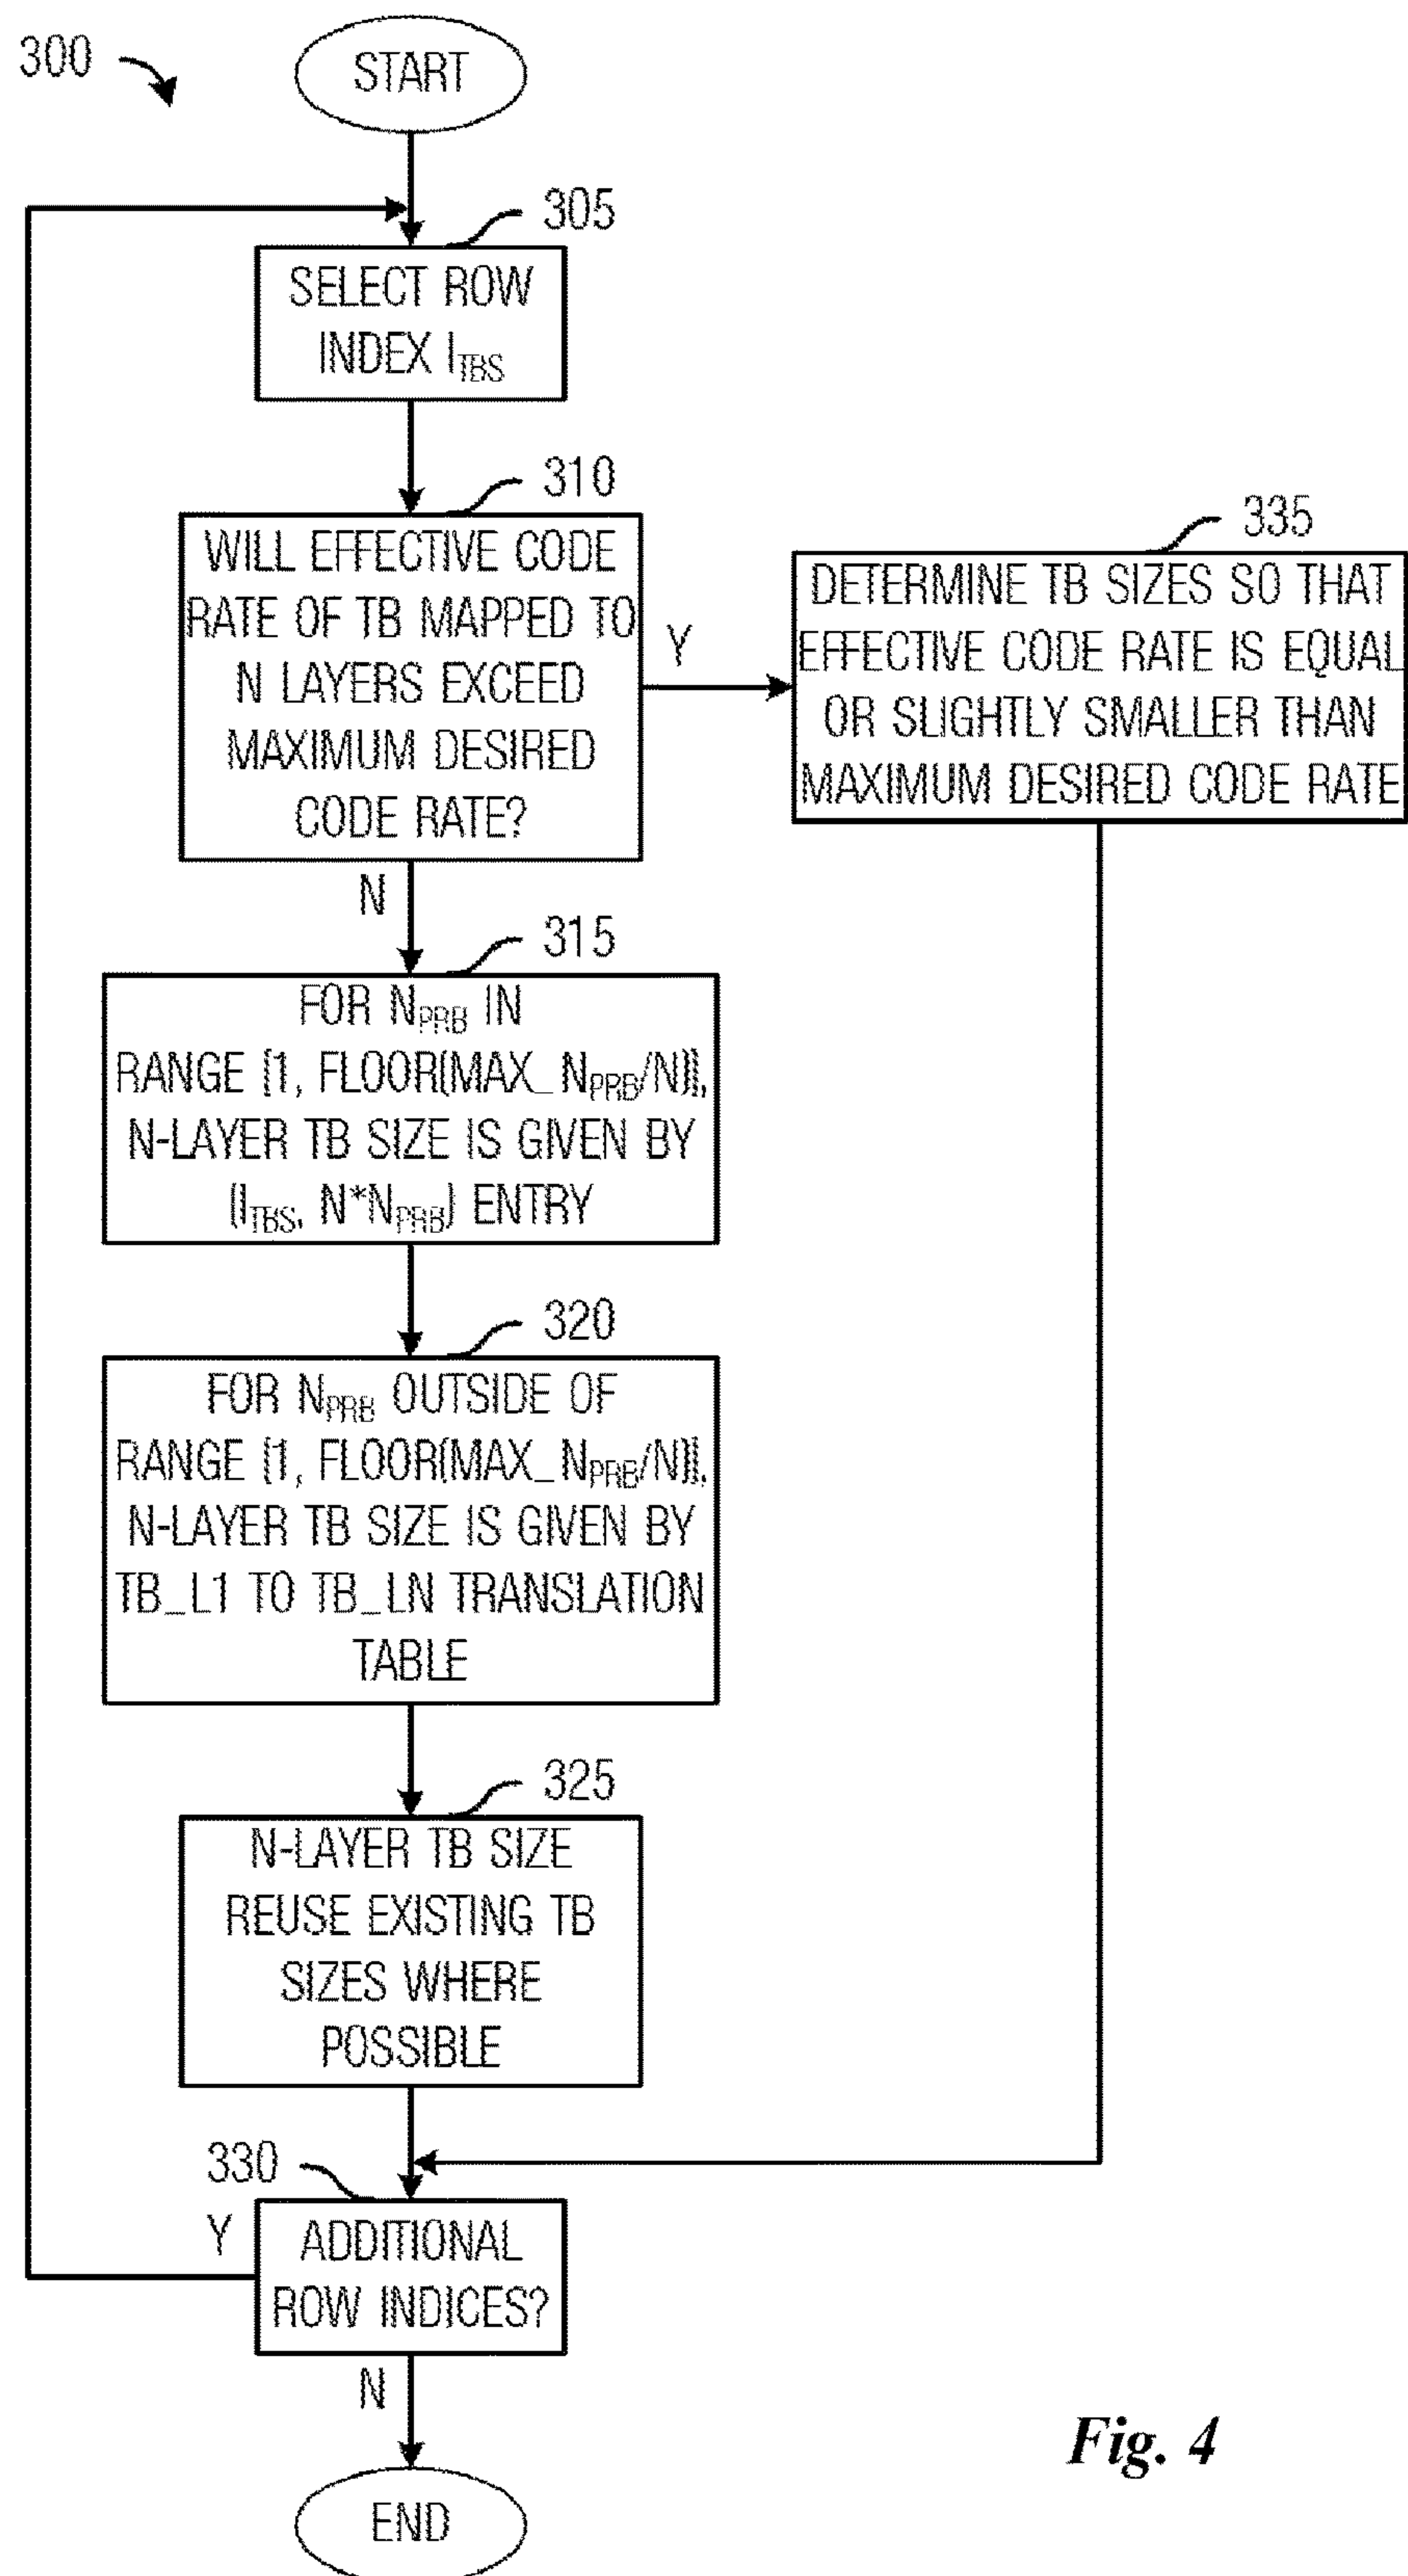 300
START
305
SELECT ROW
INDEX I_TBS
310
WILL EFFECTIVE CODE
RATE OF TB MAPPED TO
N LAYERS EXCEED
MAXIMUM DESIRED
CODE RATE?
Y
335
DETERMINE TB SIZES SO THAT
EFFECTIVE CODE RATE IS EQUAL
OR SLIGHTLY SMALLER THAN
MAXIMUM DESIRED CODE RATE
N
315
FOR N_PRB IN
RANGE [1, FLOOR(MAX_ N_PRB/N)],
N-LAYER TB SIZE IS GIVEN BY
(I_TBS, N*N_PRB) ENTRY
320
FOR N_PRB OUTSIDE OF
RANGE [1, FLOOR(MAX_ N_PRB/N)],
N-LAYER TB SIZE IS GIVEN BY
TB_L1 TO TB_LN TRANSLATION
TABLE
325
N-LAYER TB SIZE
REUSE EXISTING TB
SIZES WHERE
POSSIBLE
330
Y
ADDITIONAL
ROW INDICES?
N
END
Fig. 4